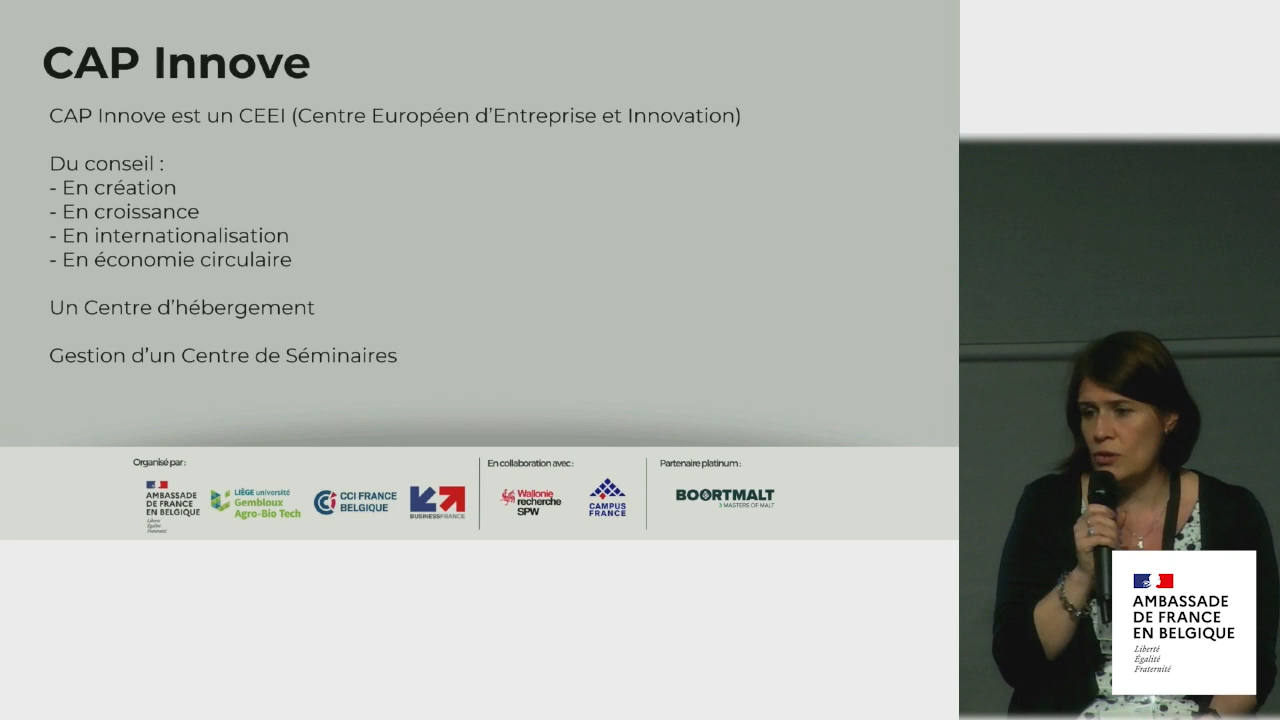 CAP Innove
CAP Innove est un CEEI (Centre Européen d'Entreprise et Innovation)
Du conseil :
- En création
- En croissance
- En internationalisation
- En économie circulaire
Un Centre d'hébergement
Gestion d'un Centre de Séminaires
Organisé par :
AMBASSADE
DE FRANCE
EN BELGIQUE
Liberté
Égalité
Fraternité
LIÈGE université
Gembloux
Agro-Bio Tech
CCI FRANCE
BELGIQUE
BUSINESSFRANCE
En collaboration avec :
Wallonie
recherche
SPW
CAMPUS
FRANCE
Partenaire platinum :
BOORTMALT
MASTERS OF MALT
AMBASSADE
DE FRANCE
EN BELGIQUE
Liberté
Égalité
Fraternité